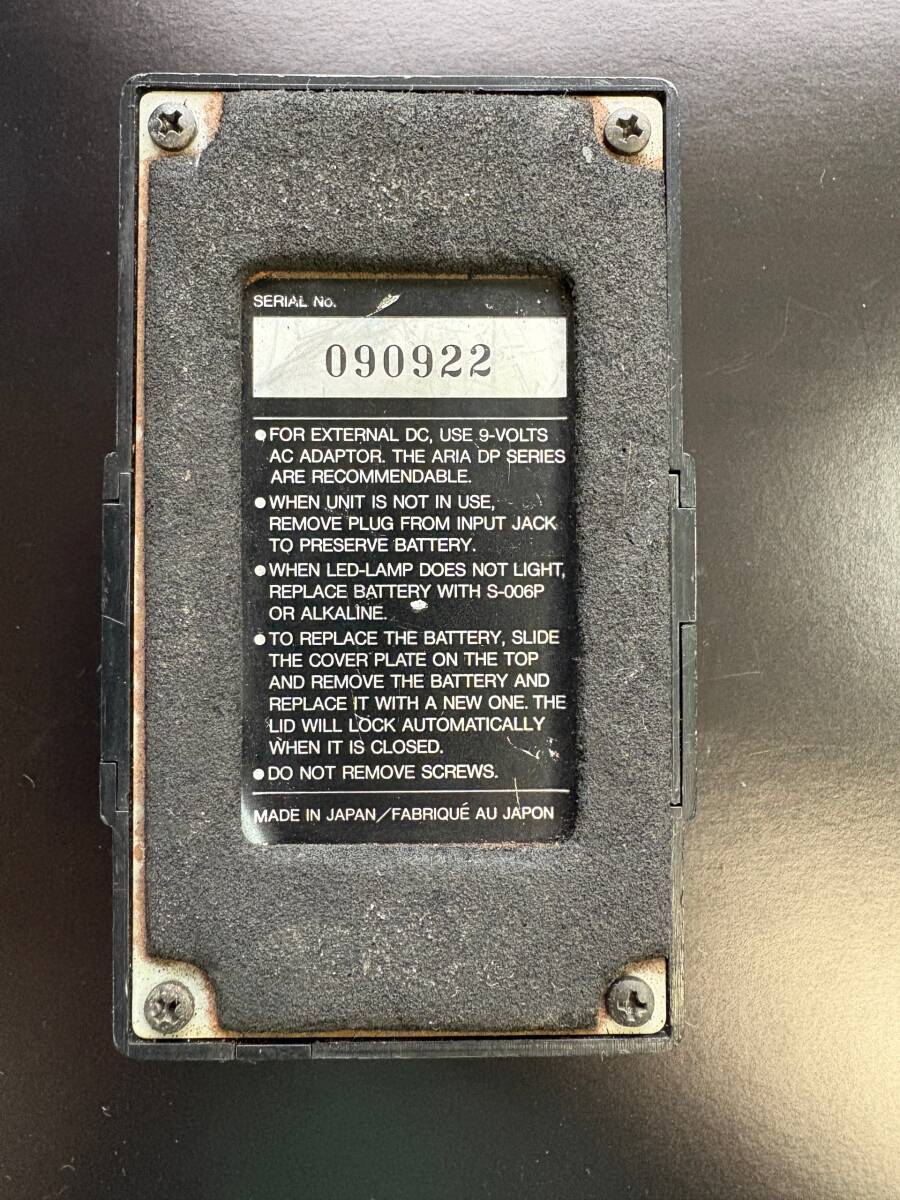 SERIAL No.
090922
●FOR EXTERNAL DC, USE 9-VOLTS
AC ADAPTOR. THE ARIA DP SERIES
ARE RECOMMENDABLE.
●WHEN UNIT IS NOT IN USE,
REMOVE PLUG FROM INPUT JACK
TO PRESERVE BATTERY.
●WHEN LED-LAMP DOES NOT LIGHT,
REPLACE BATTERY WITH S-006P
OR ALKALINE.
●TO REPLACE THE BATTERY, SLIDE
THE COVER PLATE ON THE TOP
AND REMOVE THE BATTERY AND
REPLACE IT WITH A NEW ONE. THE
LID WILL LOCK AUTOMATICALLY
WHEN IT IS CLOSED.
●DO NOT REMOVE SCREWS.
MADE IN JAPAN/FABRIQUÉ AU JAPON